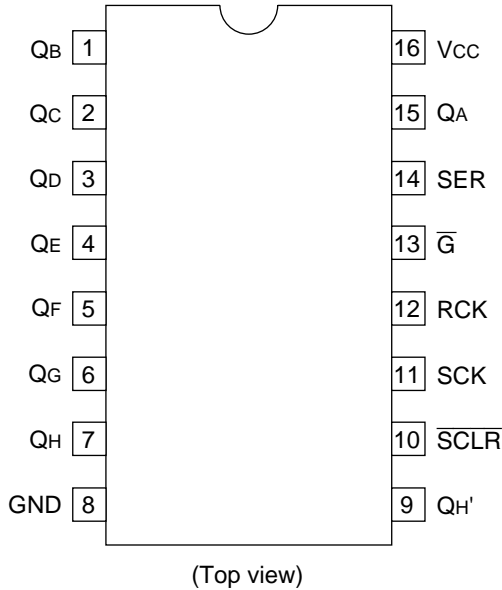 QB 1 16 VCC
QC 2 15 QA
QD 3 14 SER
QE 4 13 G̅
QF 5 12 RCK
QG 6 11 SCK
QH 7 10 S̅C̅L̅R̅
GND 8 9 QH'
(Top view)